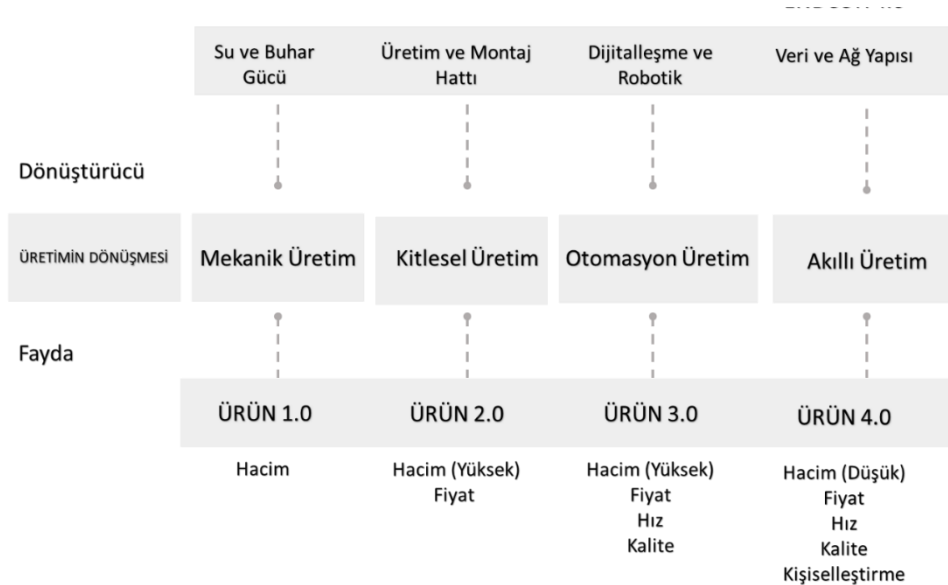 Su ve Buhar
Gücü
Üretim ve Montaj
Hattı
Dijitalleşme ve
Robotik
Veri ve Ağ Yapısı
Dönüştürücü
ÜRETİMİN DÖNÜŞMESİ
Mekanik Üretim
Kitlesel Üretim
Otomasyon Üretim
Akıllı Üretim
Fayda
ÜRÜN 1.0
ÜRÜN 2.0
ÜRÜN 3.0
ÜRÜN 4.0
Hacim
Hacim (Yüksek)
Fiyat
Hacim (Yüksek)
Fiyat
Hız
Kalite
Hacim (Düşük)
Fiyat
Hız
Kalite
Kişiselleştirme